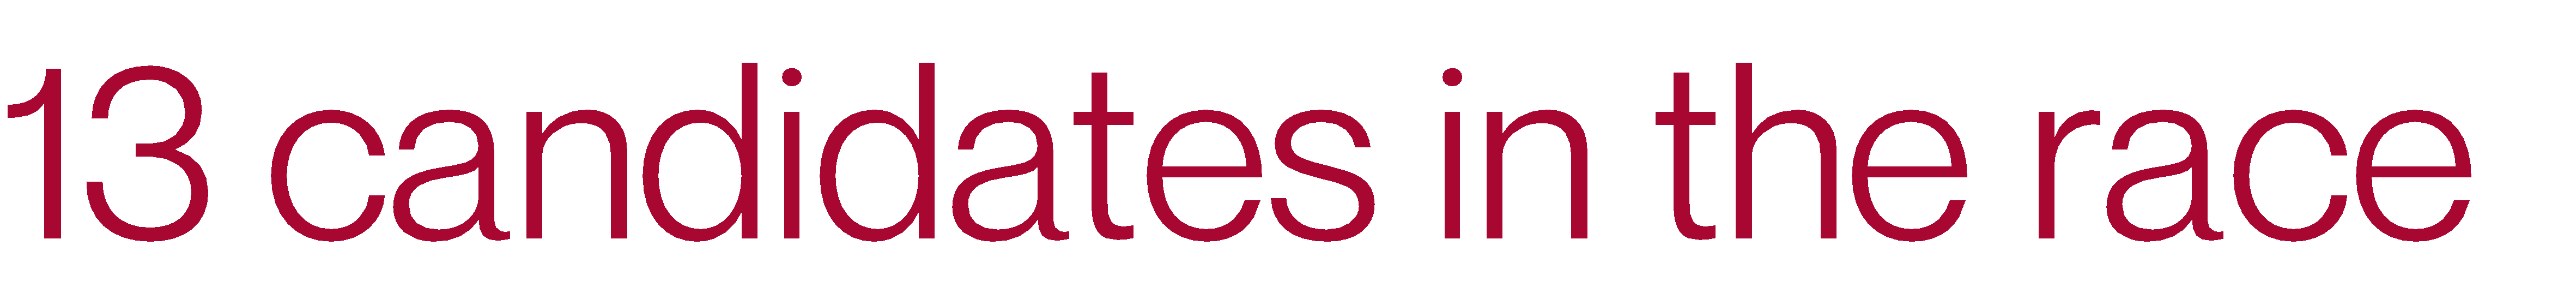 13 candidates in the race